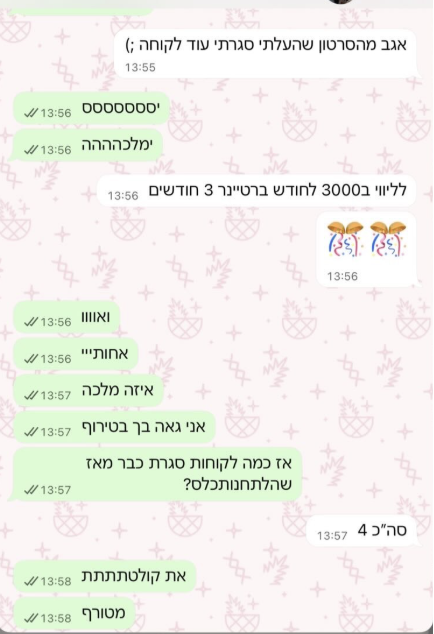 אגב מהסרטון שהעלתי סגרתי עוד לקוחה ;)
13:55
יסססססס
13:56
ימלכהההה
13:56
לליווי ב3000 לחודש ברטיינר 3 חודשים
13:56
13:56
ואוווו
13:56
אחותייי
13:56
איזה מלכה
13:57
אני גאה בך בטירוף
13:57
אז כמה לקוחות סגרת כבר מאז
שהלתחנותכלס?
13:57
סה״כ 4
13:57
את קולטתתתת
13:58
מטורף
13:58